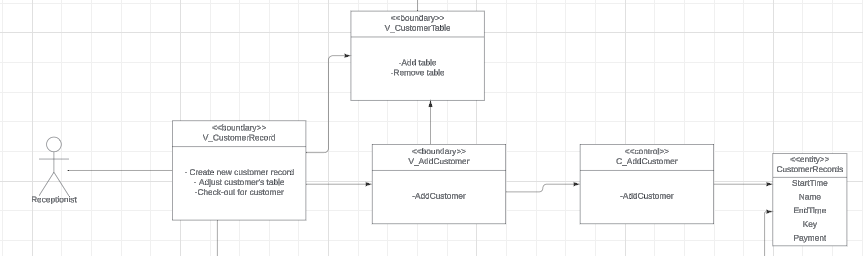 <<boundary>>
V_CustomerTable
-Add table
-Remove table
<<boundary>>
V_CustomerRecord
- Create new customer record
- Adjust customer's table
-Check-out for customer
Receptionist
<<boundary>>
V_AddCustomer
-AddCustomer
<<control>>
C_AddCustomer
-AddCustomer
<<entity>>
CustomerRecords
StartTime
Name
EndTime
Key
Payment